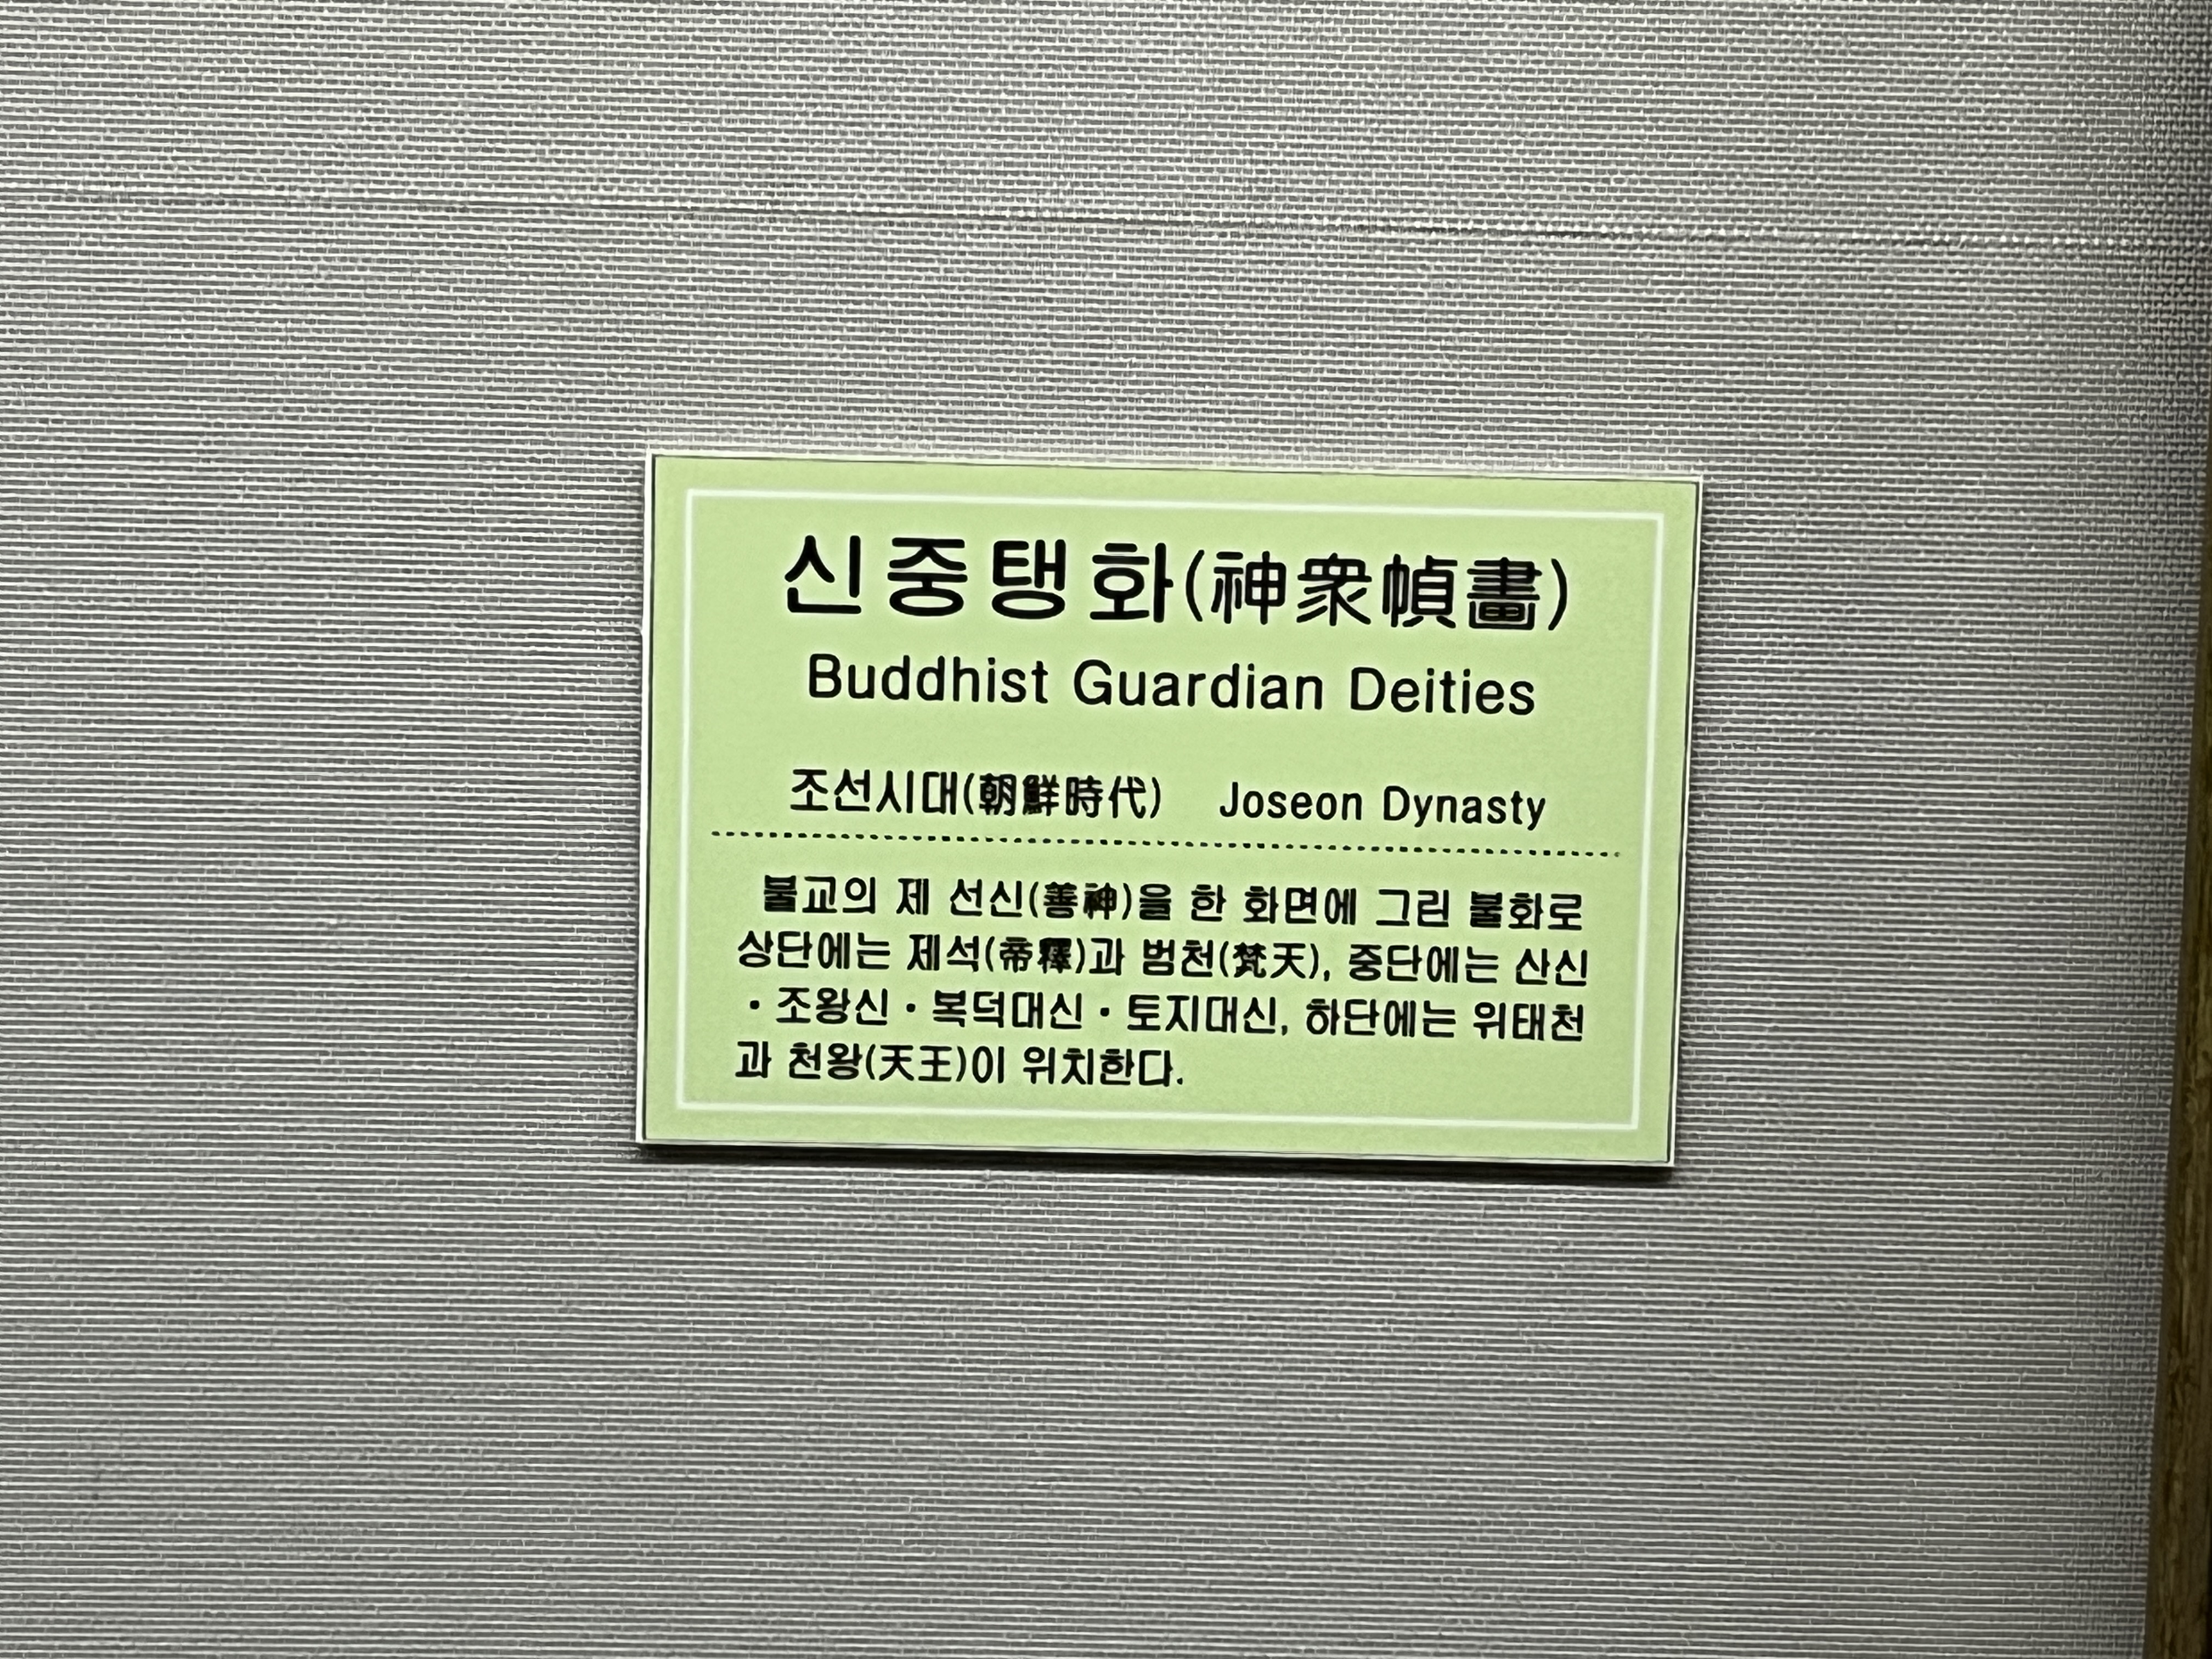 신중탱화(神衆幀畵)
Buddhist Guardian Deities
조선시대(朝鮮時代) Joseon Dynasty
불교의 제 선신(善神)을 한 화면에 그린 불화로
상단에는 제석(帝釋)과 범천(梵天), 중단에는 산신
・조왕신・복덕대신・토지대신, 하단에는 위태천
과 천왕(天王)이 위치한다.